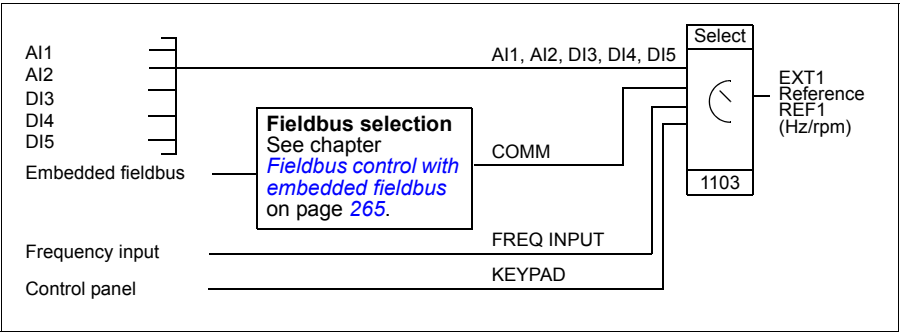 AI1
AI2
DI3
DI4
DI5
Embedded fieldbus
Frequency input
Control panel
Fieldbus selection
See chapter
Fieldbus control with
embedded fieldbus
on page 265.
AI1, AI2, DI3, DI4, DI5
COMM
FREQ INPUT
KEYPAD
Select
1103
EXT1
Reference
REF1
(Hz/rpm)